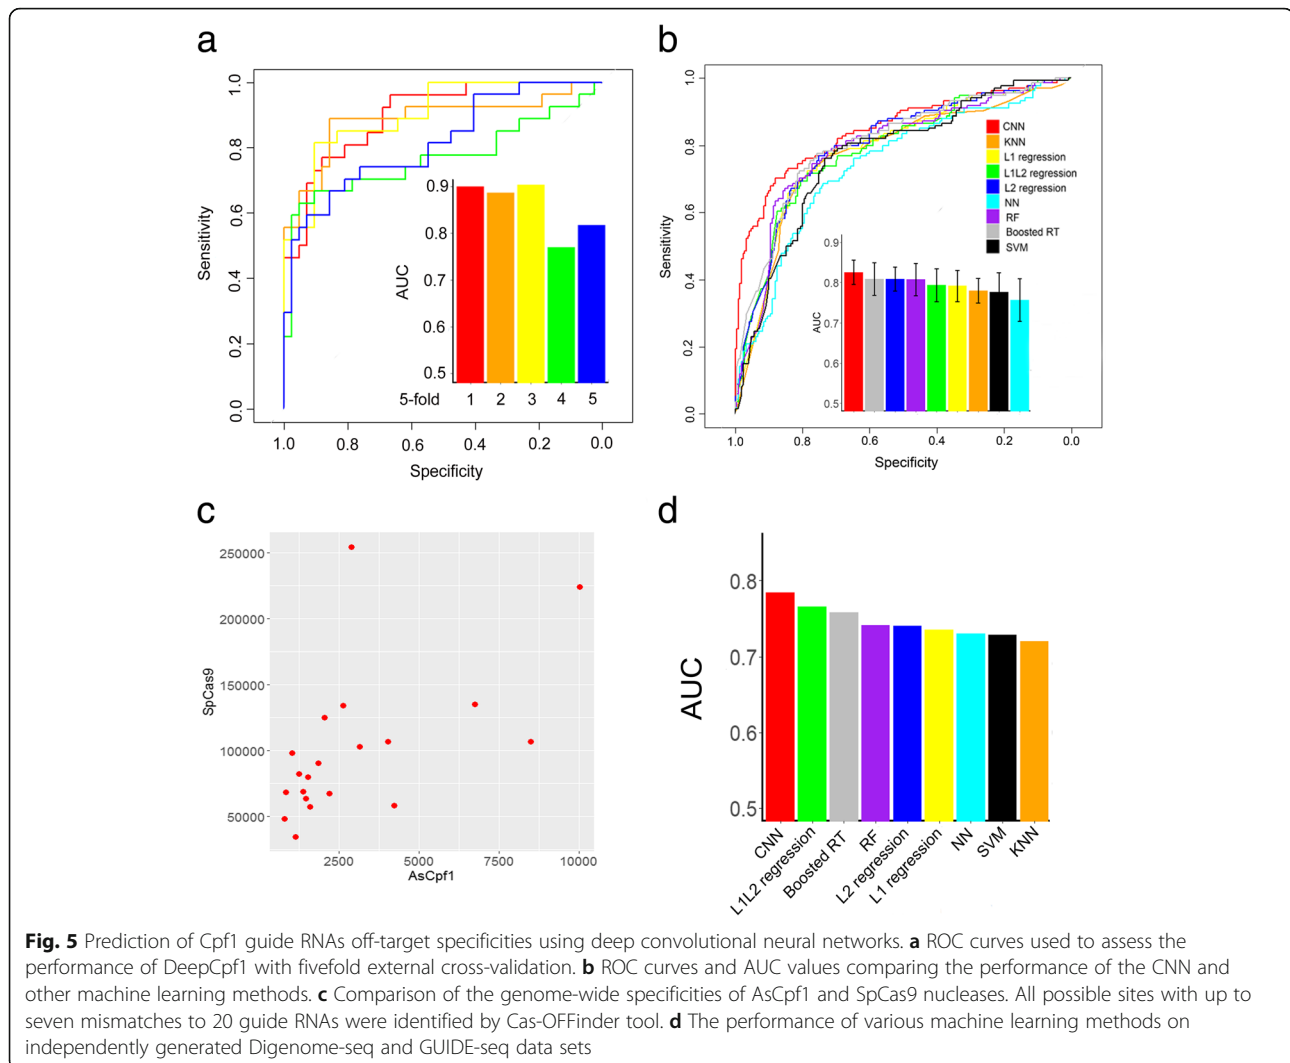 a
1.0
0.8
0.6
0.4
0.2
0.0
Sensitivity
0.9
0.8
0.7
0.6
0.5
AUC
5-fold 1 2 3 4 5
1.0 0.8 0.6 0.4 0.2 0.0
Specificity
b
1.0
0.8
0.6
0.4
0.2
0.0
Sensitivity
CNN
KNN
L1 regression
L1L2 regression
L2 regression
NN
RF
Boosted RT
SVM
0.9
0.8
0.7
0.8
0.5
AUC
1.0 0.8 0.6 0.4 0.2 0.0
Specificity
c
250000
200000
150000
100000
50000
SpCas9
2500 5000 7500 10000
AsCpf1
d
0.8
0.7
0.8
0.5
AUC
CNN
L1L2 regression
Boosted RT
RF
L2 regression
L1 regression
NN
SVM
KNN
Fig. 5 Prediction of Cpf1 guide RNAs off-target specificities using deep convolutional neural networks. a ROC curves used to assess the
performance of DeepCpf1 with fivefold external cross-validation. b ROC curves and AUC values comparing the performance of the CNN and
other machine learning methods. c Comparison of the genome-wide specificities of AsCpf1 and SpCas9 nucleases. All possible sites with up to
seven mismatches to 20 guide RNAs were identified by Cas-OFFinder tool. d The performance of various machine learning methods on
independently generated Digenome-seq and GUIDE-seq data sets